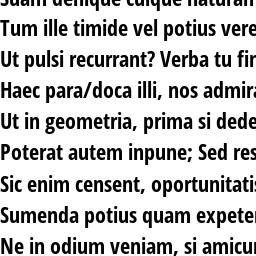 Suam denique cuique naturam
Tum ille timide vel potius vere
Ut pulsi recurrant? Verba tu fin
Haec para/doca illi, nos admira
Ut in geometria, prima si dede
Poterat autem inpune; Sed res
Sic enim censent, oportunitatis
Sumenda potius quam expeten
Ne in odium veniam, si amicum